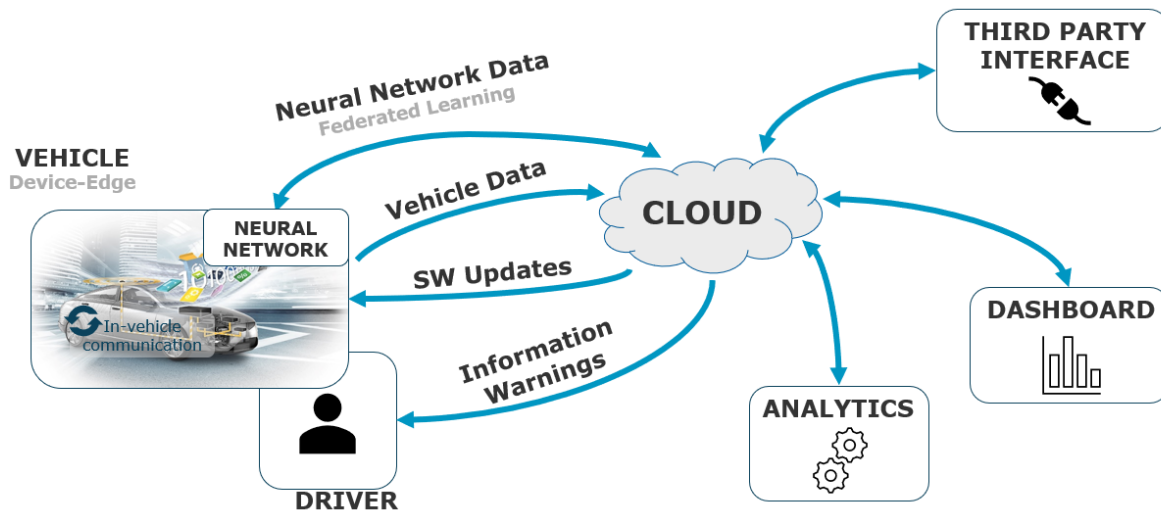 THIRD PARTY
INTERFACE
Neural Network Data
Federated Learning
VEHICLE
Device-Edge
NEURAL
NETWORK
Vehicle Data
CLOUD
SW Updates
In-vehicle
communication
Information
Warnings
DASHBOARD
ANALYTICS
DRIVER